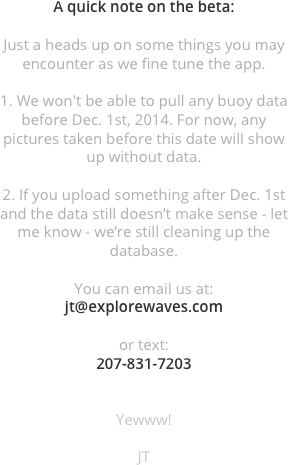 A quick note on the beta:
Just a heads up on some things you may
encounter as we fine tune the app.
1. We won't be able to pull any buoy data
before Dec. 1st, 2014. For now, any
pictures taken before this date will show
up without data.
2. If you upload something after Dec. 1st
and the data still doesn’t make sense - let
me know - we’re still cleaning up the
database.
You can email us at:
jt@explorewaves.com
or text:
207-831-7203
Yewww!
JT